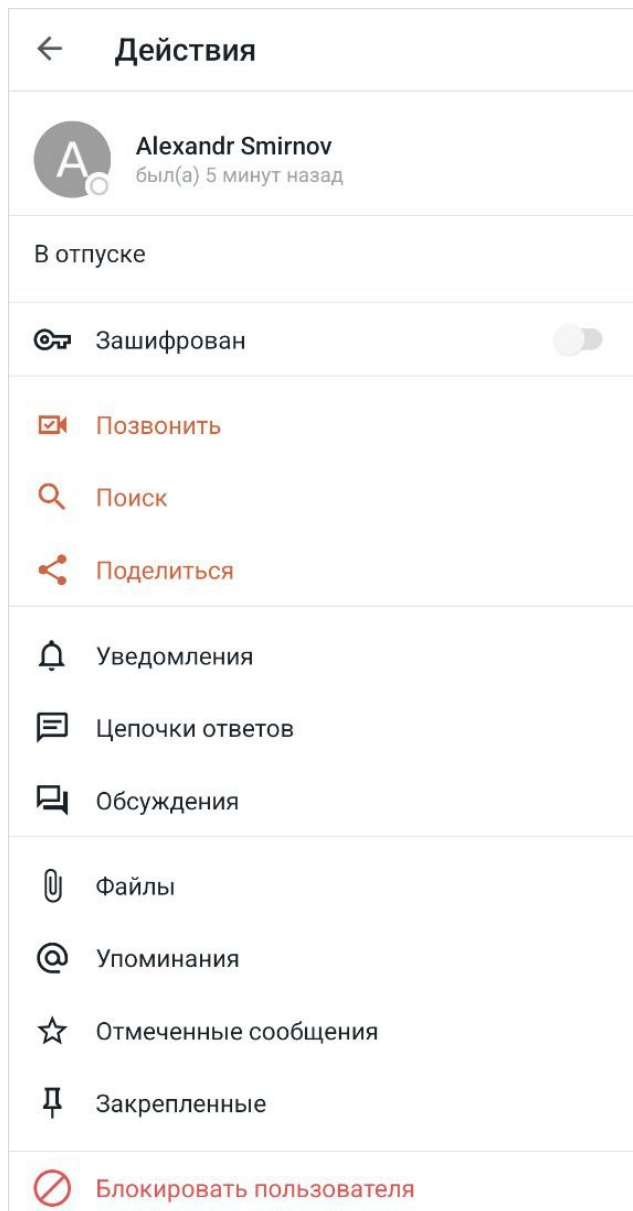 Действия
A
Alexandr Smirnov
был(а) 5 минут назад
В отпуске
Зашифрован
Позвонить
Поиск
Поделиться
Уведомления
Цепочки ответов
Обсуждения
Файлы
Упоминания
Отмеченные сообщения
Закрепленные
Блокировать пользователя